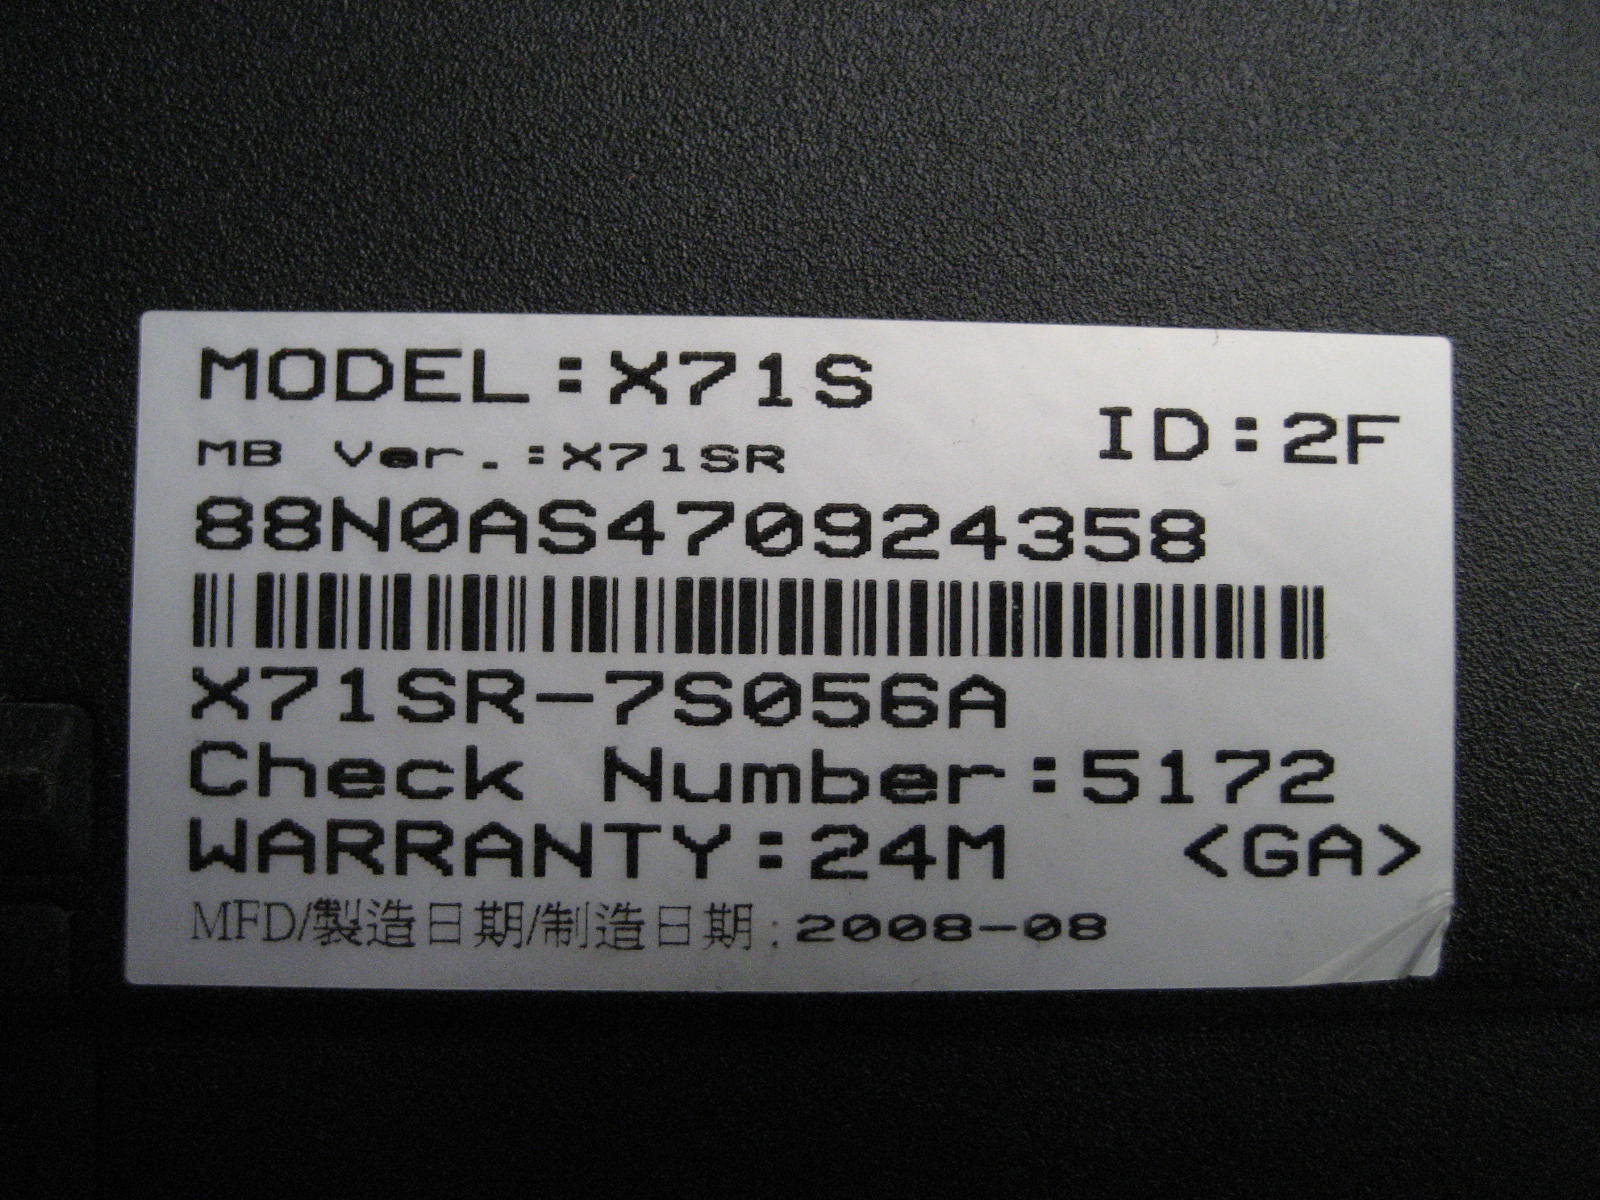 MODEL:X71S
ID:2F
MB Ver.:X71SR
88N0AS470924358
X71SR-7S056A
Check Number:5172
WARRANTY:24M <GA>
MFD/製造日期/制造日期:2008-08